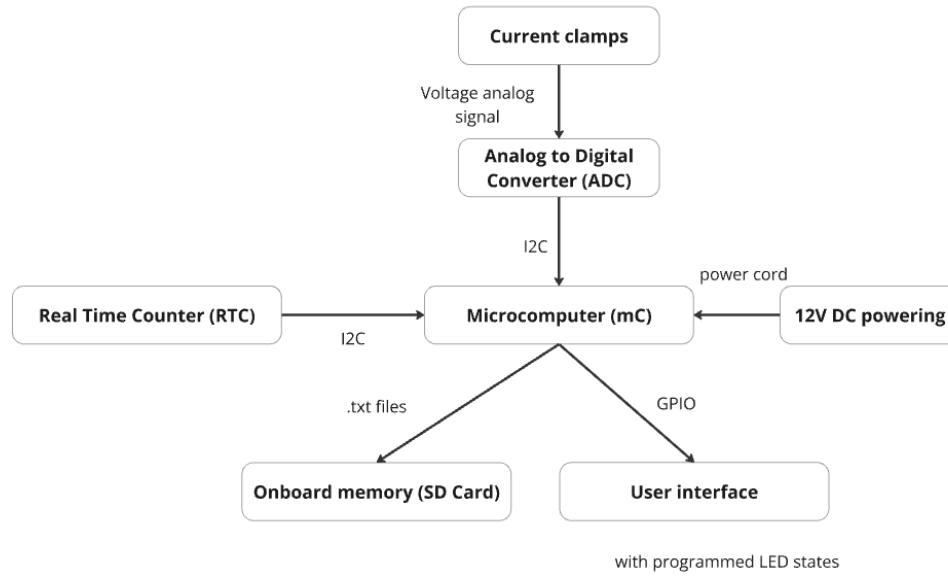 Current clamps
Voltage analog
signal
Analog to Digital
Converter (ADC)
I2C
power cord
Real Time Counter (RTC)
I2C
Microcomputer (mC)
12V DC powering
.txt files
GPIO
Onboard memory (SD Card)
User interface
with programmed LED states